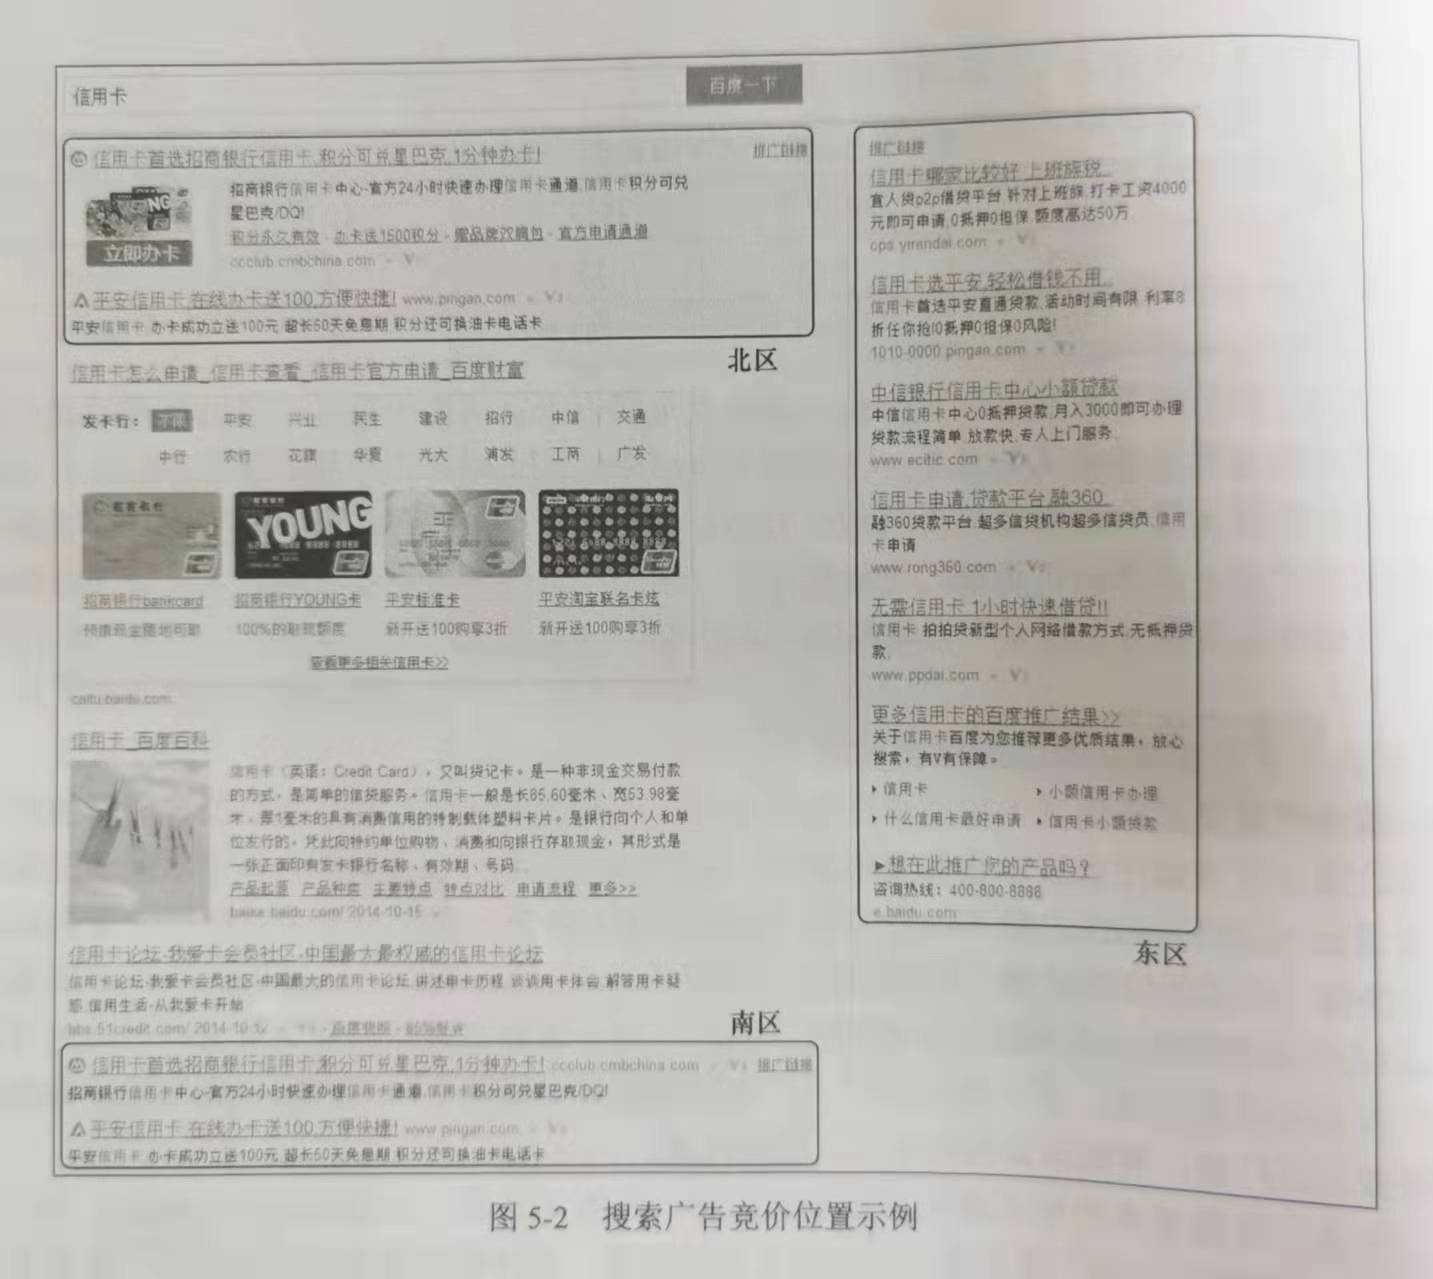 信用卡
百度一下
信用卡首选招商银行信用卡,积分可兑星巴克,1分钟办卡!
推广链接
招商银行信用卡中心-官方24小时快速办理信用卡通道,信用卡积分可兑
星巴克/DQ!
积分永久有效 - 办卡送1500积分 - 赠品牌双肩包 - 官方申请通道
ccclub.cmbchina.com
立即办卡
平安信用卡,在线办卡送100,方便快捷! www.pingan.com
平安信用卡 办卡成功立送100元 超长50天免息期 积分还可换油卡电话卡
北区
信用卡怎么申请_信用卡查看_信用卡官方申请_百度财富
发卡行： 不限 平安 兴业 民生 建设 招行 中信 交通
中行 农行 花旗 华夏 光大 浦发 工商 广发
YOUNG
招商银行bankcard 招商银行YOUNG卡 平安标准卡 平安淘宝联名卡炫
预借现金随地可取 100%的取现额度 新开送100购享3折 新开送100购享3折
查看更多相关信用卡>>
caifu.baidu.com
信用卡_百度百科
信用卡（英语：Credit Card），又叫贷记卡。是一种非现金交易付款
的方式，是简单的信贷服务。信用卡一般是长85.60毫米、宽53.98毫
米、厚1毫米的具有消费信用的特制载体塑料卡片。是银行向个人和单
位发行的，凭此向特约单位购物、消费和向银行存取现金，其形式是
一张正面印有发卡银行名称、有效期、号码...
产品起源 产品种类 主要特点 特点对比 申请流程 更多>>
baike.baidu.com/ 2014-10-15
信用卡论坛-我爱卡会员社区-中国最大最权威的信用卡论坛
信用卡论坛-我爱卡会员社区-中国最大的信用卡论坛,讲述申卡历程 谈谈用卡体会,解答用卡疑
惑,信用生活-从我爱卡开始
bbs.51credit.com/ 2014-10-12 - 百度快照
南区
信用卡首选招商银行信用卡,积分可兑星巴克,1分钟办卡! ccclub.cmbchina.com 推广链接
招商银行信用卡中心-官方24小时快速办理信用卡通道,信用卡积分可兑星巴克/DQ!
平安信用卡,在线办卡送100,方便快捷! www.pingan.com
平安信用卡 办卡成功立送100元 超长50天免息期 积分还可换油卡电话卡
推广链接
信用卡哪家比较好 上班族税..
宜人贷p2p借贷平台,针对上班族,打卡工资4000
元即可申请,0抵押0担保,额度高达50万.
cps.yirendai.com
信用卡选平安,轻松借钱不用..
信用卡首选平安直通贷款,活动时间有限 利率8
折任你抢!0抵押0担保0风险!
1010-0000.pingan.com
中信银行信用卡中心小额贷款
中信信用卡中心0抵押贷款,月入3000即可办理
贷款流程简单 放款快,专人上门服务.
www.ecitic.com
信用卡申请,贷款平台,融360
融360贷款平台,超多信贷机构超多信贷员,信用
卡申请
www.rong360.com
无需信用卡 1小时快速借贷!!
信用卡 拍拍贷新型个人网络借款方式,无抵押贷
款.
www.ppdai.com
更多信用卡的百度推广结果>>
关于信用卡百度为您推荐更多优质结果，放心
搜索，有V有保障。
信用卡 小额信用卡办理
什么信用卡最好申请 信用卡小额贷款
►想在此推广您的产品吗？
咨询热线：400-800-8888
e.baidu.com
东区
图 5-2 搜索广告竞价位置示例